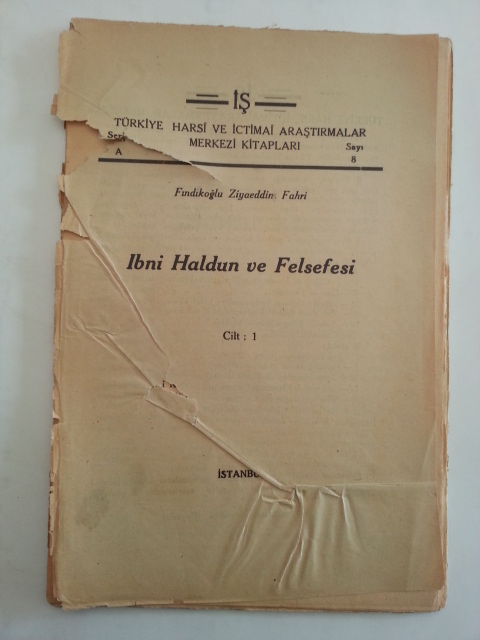 İŞ
TÜRKİYE HARSİ VE İCTİMAİ ARAŞTIRMALAR
Seri MERKEZİ KİTAPLARI Sayı
A 8
Fındıkoğlu Ziyaeddin Fahri
Ibni Haldun ve Felsefesi
Cilt : 1
İSTANBU